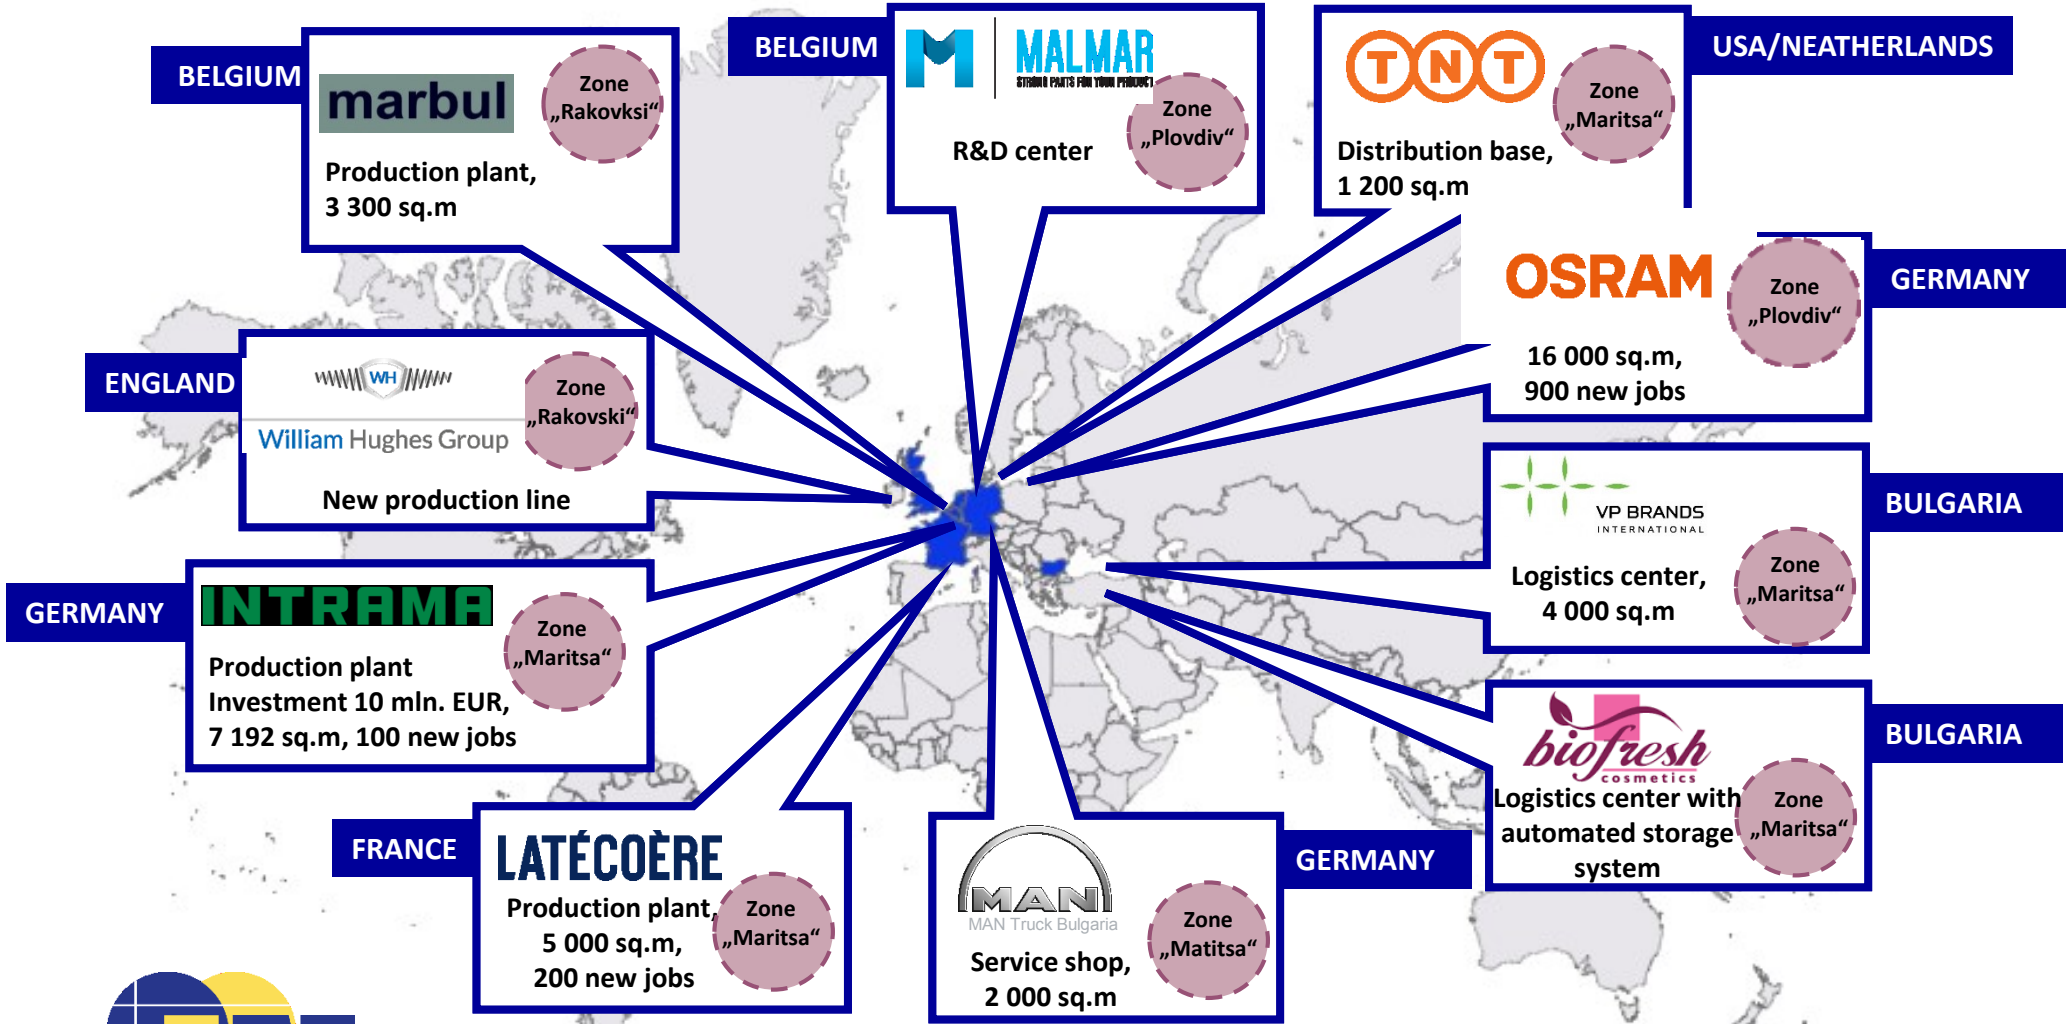 BELGIUM
marbul
Zone
„Rakovksi“
Production plant,
3 300 sq.m
BELGIUM
MALMAR
STRONG PARTS FOR YOUR PRODUCT
Zone
„Plovdiv“
R&D center
USA/NEATHERLANDS
TNT
Zone
„Maritsa“
Distribution base,
1 200 sq.m
GERMANY
OSRAM
Zone
„Plovdiv“
16 000 sq.m,
900 new jobs
ENGLAND
WH
William Hughes Group
Zone
„Rakovski“
New production line
BULGARIA
VP BRANDS
INTERNATIONAL
Zone
„Maritsa“
Logistics center,
4 000 sq.m
GERMANY
INTRAMA
Zone
„Maritsa“
Production plant
Investment 10 mln. EUR,
7 192 sq.m, 100 new jobs
BULGARIA
biofresh
cosmetics
Logistics center with
automated storage
system
Zone
„Maritsa“
FRANCE
LATÉCOÈRE
Production plant,
5 000 sq.m,
200 new jobs
Zone
„Maritsa“
GERMANY
MAN
MAN Truck Bulgaria
Service shop,
2 000 sq.m
Zone
„Matitsa“